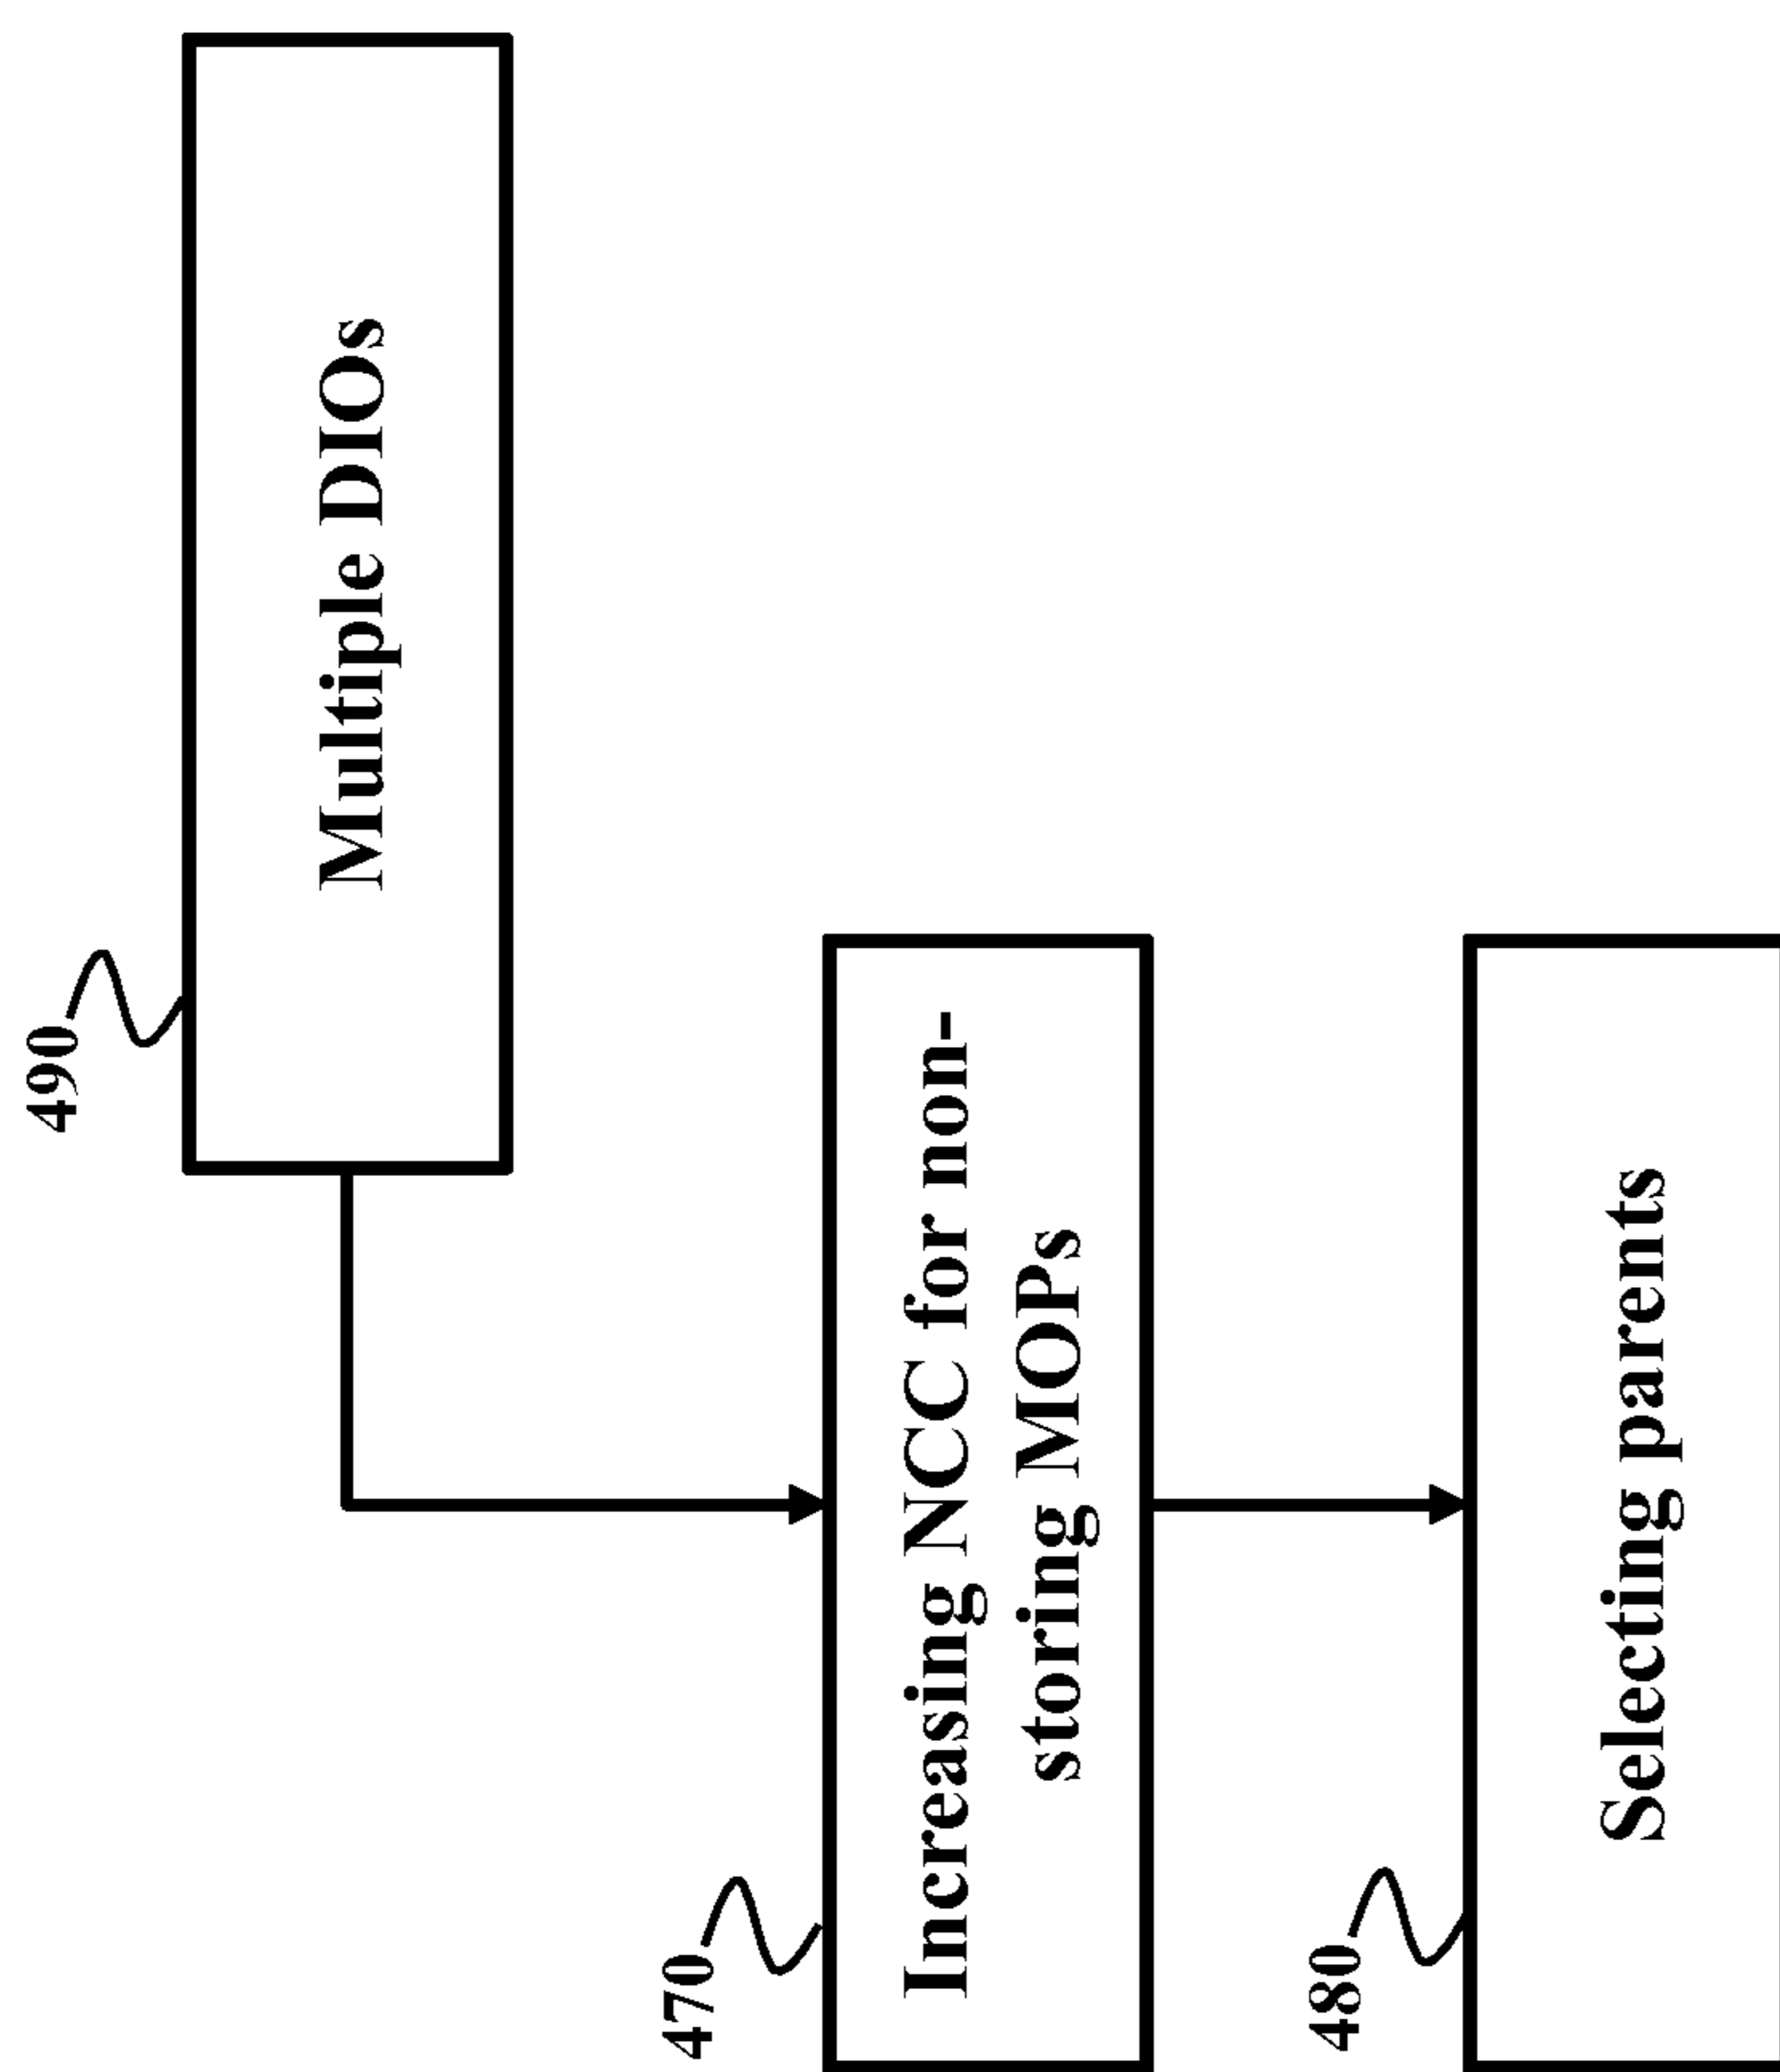 490
Multiple DIOs
470
Increasing NCC for non-
storing MOPs
480
Selecting parents